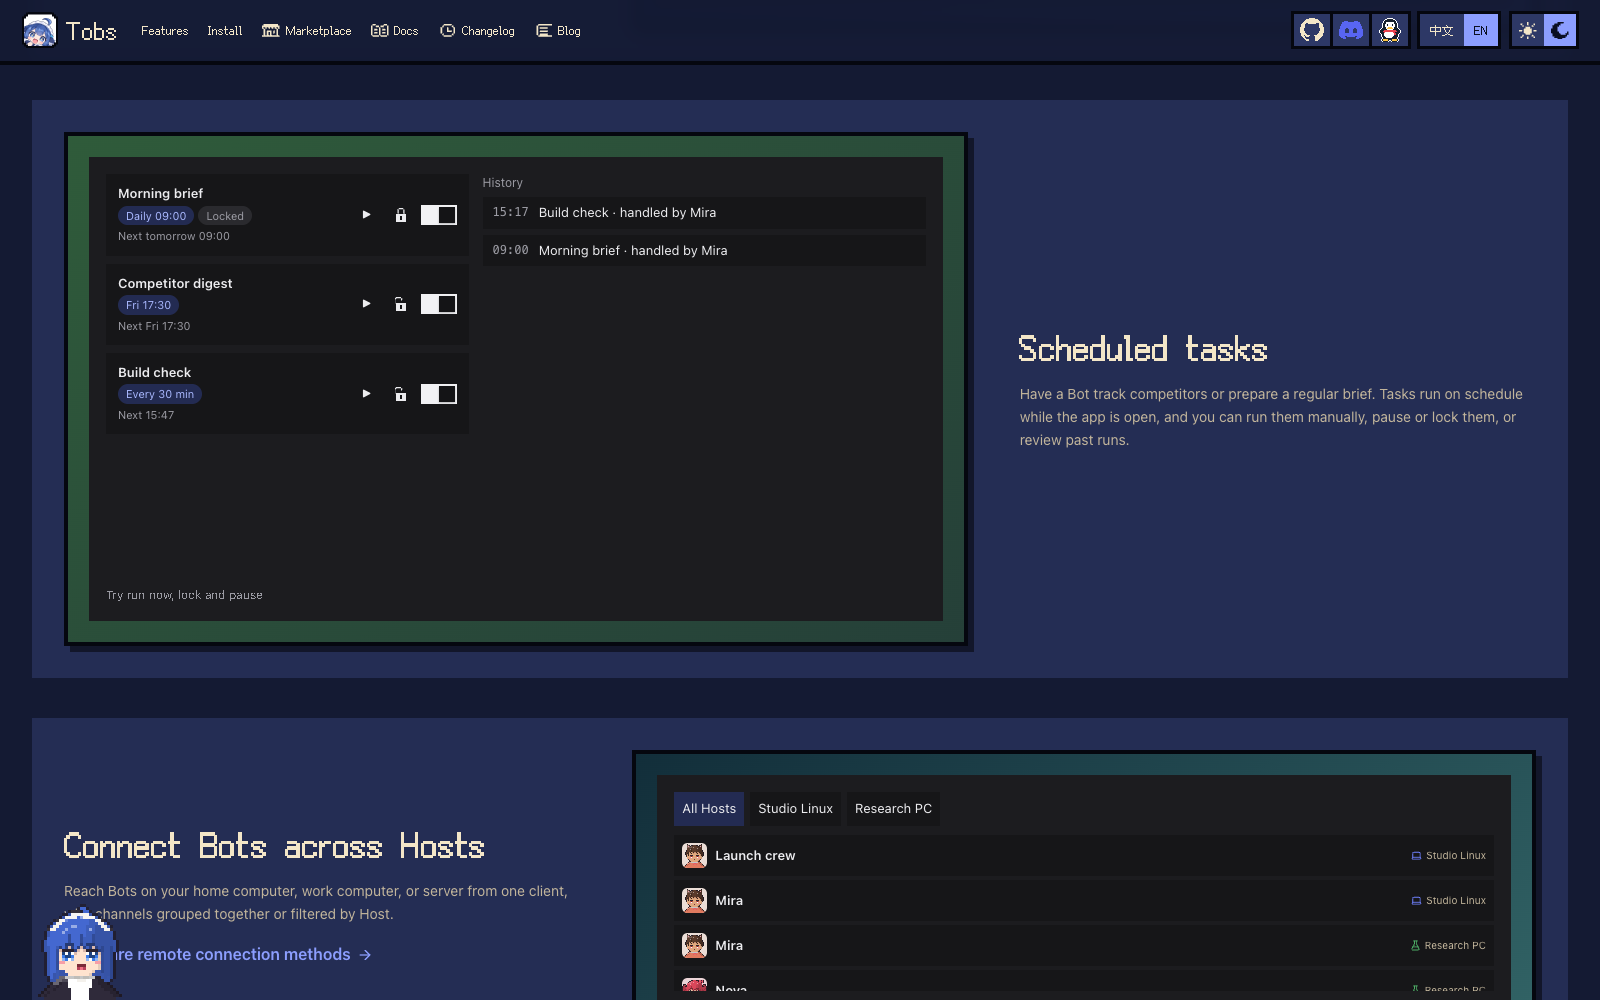 Tobs
Features
Install
Marketplace
Docs
Changelog
Blog
中文
EN
Morning brief
Daily 09:00
Locked
Next tomorrow 09:00
Competitor digest
Fri 17:30
Next Fri 17:30
Build check
Every 30 min
Next 15:47
History
15:17 Build check · handled by Mira
09:00 Morning brief · handled by Mira
Try run now, lock and pause
Scheduled tasks
Have a Bot track competitors or prepare a regular brief. Tasks run on schedule
while the app is open, and you can run them manually, pause or lock them, or
review past runs.
Connect Bots across Hosts
Reach Bots on your home computer, work computer, or server from one client,
channels grouped together or filtered by Host.
remote connection methods →
All Hosts
Studio Linux
Research PC
Launch crew
Studio Linux
Mira
Studio Linux
Mira
Research PC
Nova
Research PC